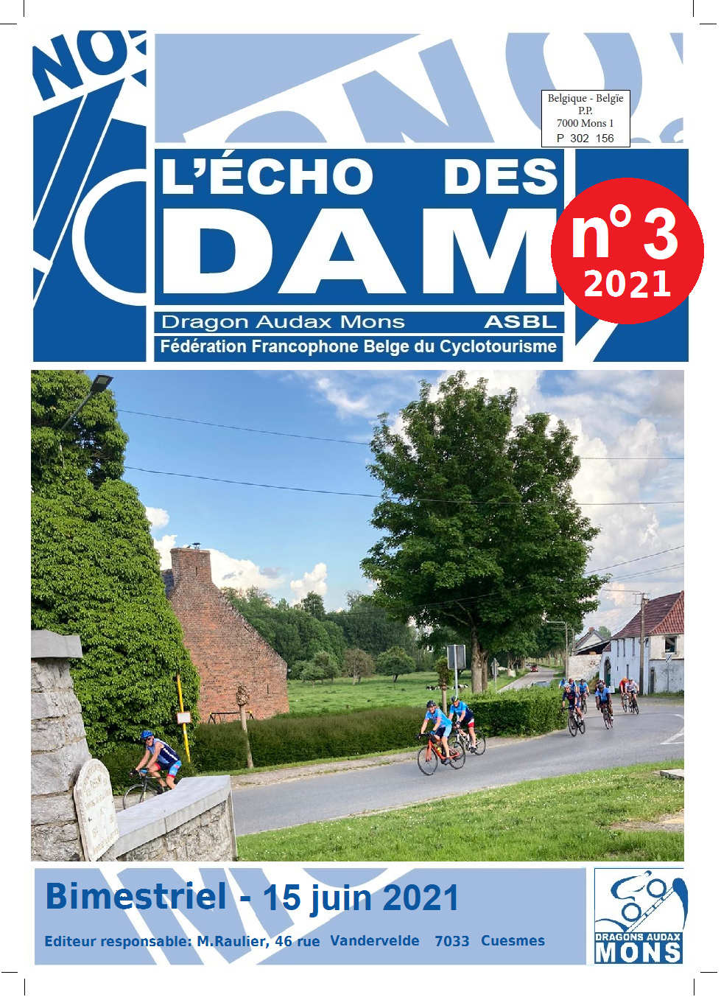 NO
Belgique - Belgïe
P.P.
7000 Mons 1
P 302 156
L'ÉCHO DES
DAM
n° 3
2021
Dragon Audax Mons ASBL
Fédération Francophone Belge du Cyclotourisme
Bimestriel - 15 juin 2021
Editeur responsable: M.Raulier, 46 rue Vandervelde 7033 Cuesmes
DRAGONS AUDAX
MONS